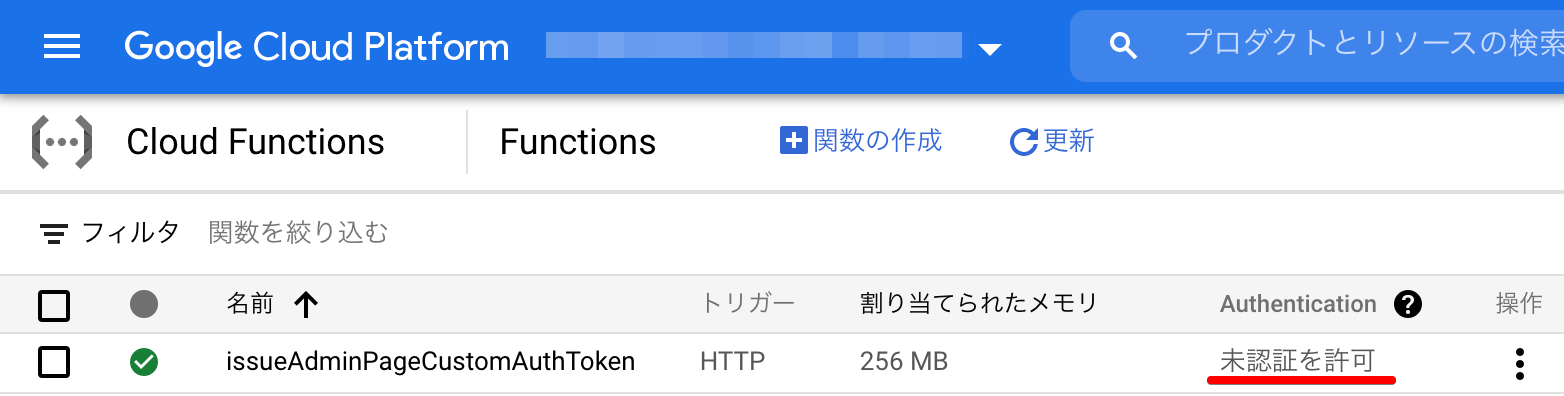 Google Cloud Platform プロダクトとリソースの検索
Cloud Functions Functions 関数の作成 更新
フィルタ 関数を絞り込む
名前 トリガー 割り当てられたメモリ Authentication 操作
issueAdminPageCustomAuthToken HTTP 256 MB 未認証を許可